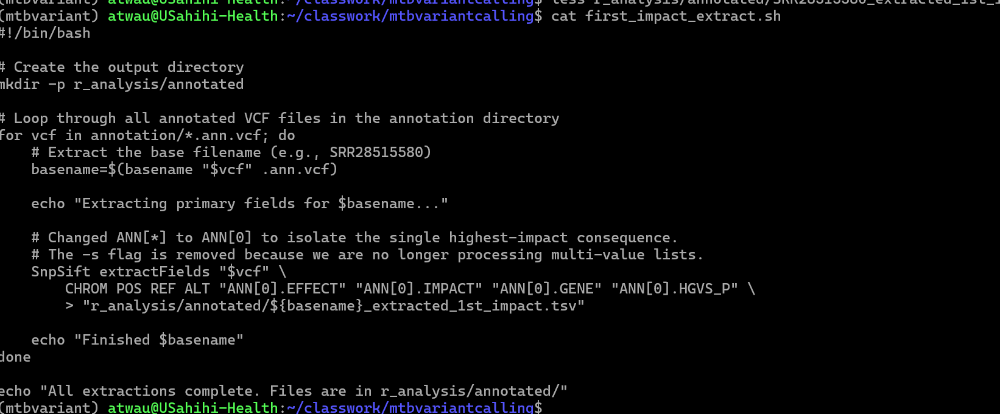 (mtbvariant) atwau@USahihi-Health:~/classwork/mtbvariantcalling$ less r_analysis/annotated/SRR28515580_extracted_1st_
(mtbvariant) atwau@USahihi-Health:~/classwork/mtbvariantcalling$ cat first_impact_extract.sh
#!/bin/bash
# Create the output directory
mkdir -p r_analysis/annotated
# Loop through all annotated VCF files in the annotation directory
for vcf in annotation/*.ann.vcf; do
    # Extract the base filename (e.g., SRR28515580)
    basename=$(basename "$vcf" .ann.vcf)
    echo "Extracting primary fields for $basename..."
    # Changed ANN[*] to ANN[0] to isolate the single highest-impact consequence.
    # The -s flag is removed because we are no longer processing multi-value lists.
    SnpSift extractFields "$vcf" \
        CHROM POS REF ALT "ANN[0].EFFECT" "ANN[0].IMPACT" "ANN[0].GENE" "ANN[0].HGVS_P" \
        > "r_analysis/annotated/${basename}_extracted_1st_impact.tsv"
    echo "Finished $basename"
done
echo "All extractions complete. Files are in r_analysis/annotated/"
(mtbvariant) atwau@USahihi-Health:~/classwork/mtbvariantcalling$